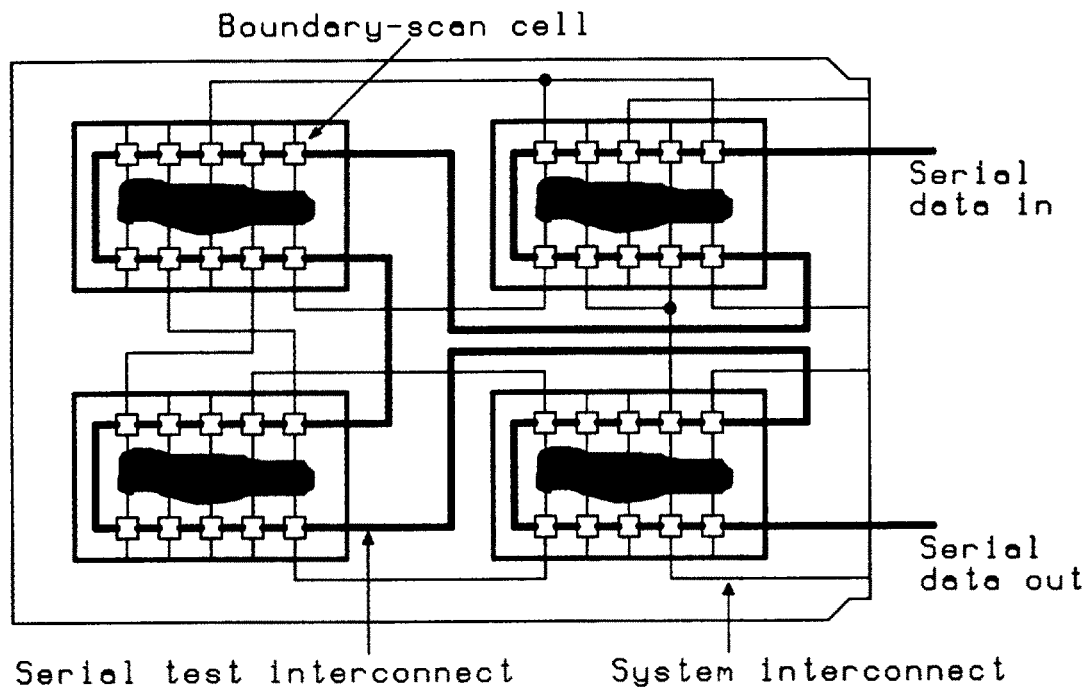 Boundary-scan cell
Serial
data in
Serial
data out
Serial test interconnect
System interconnect